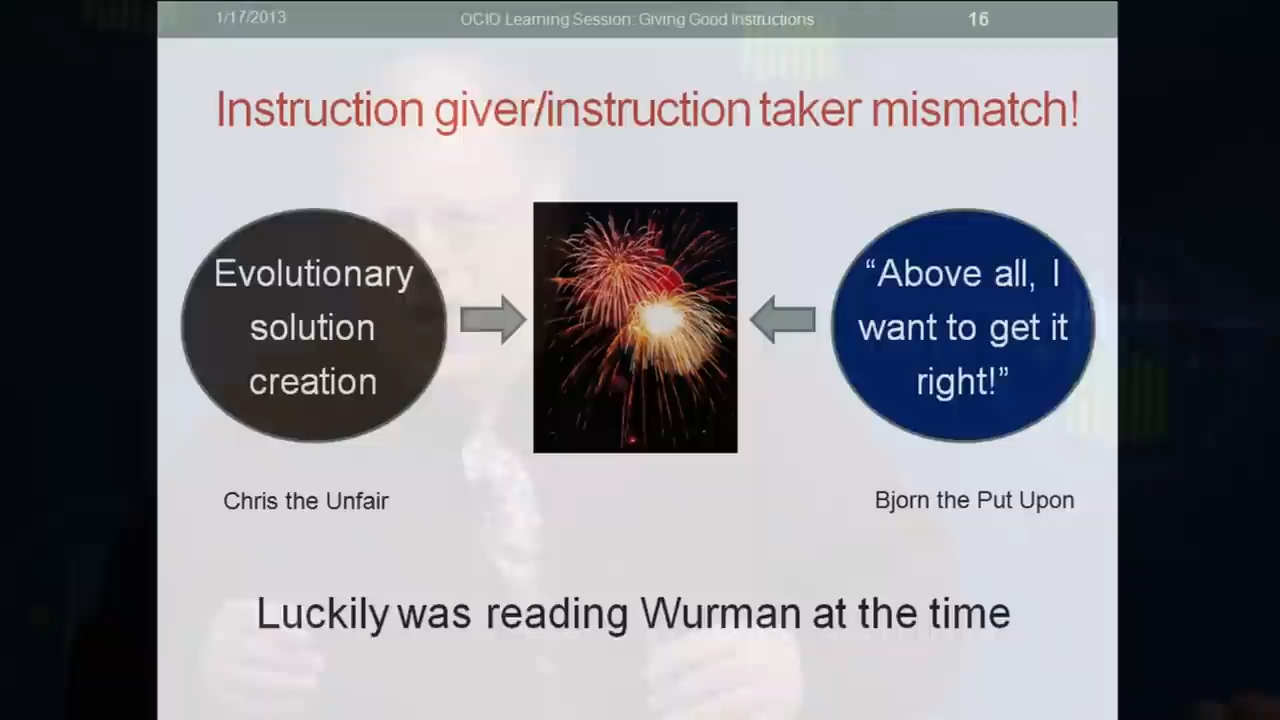 1/17/2013 OCIO Learning Session: Giving Good Instructions 16
Instruction giver/instruction taker mismatch!
Evolutionary
solution
creation
“Above all, I
want to get it
right!”
Chris the Unfair
Bjorn the Put Upon
Luckily was reading Wurman at the time